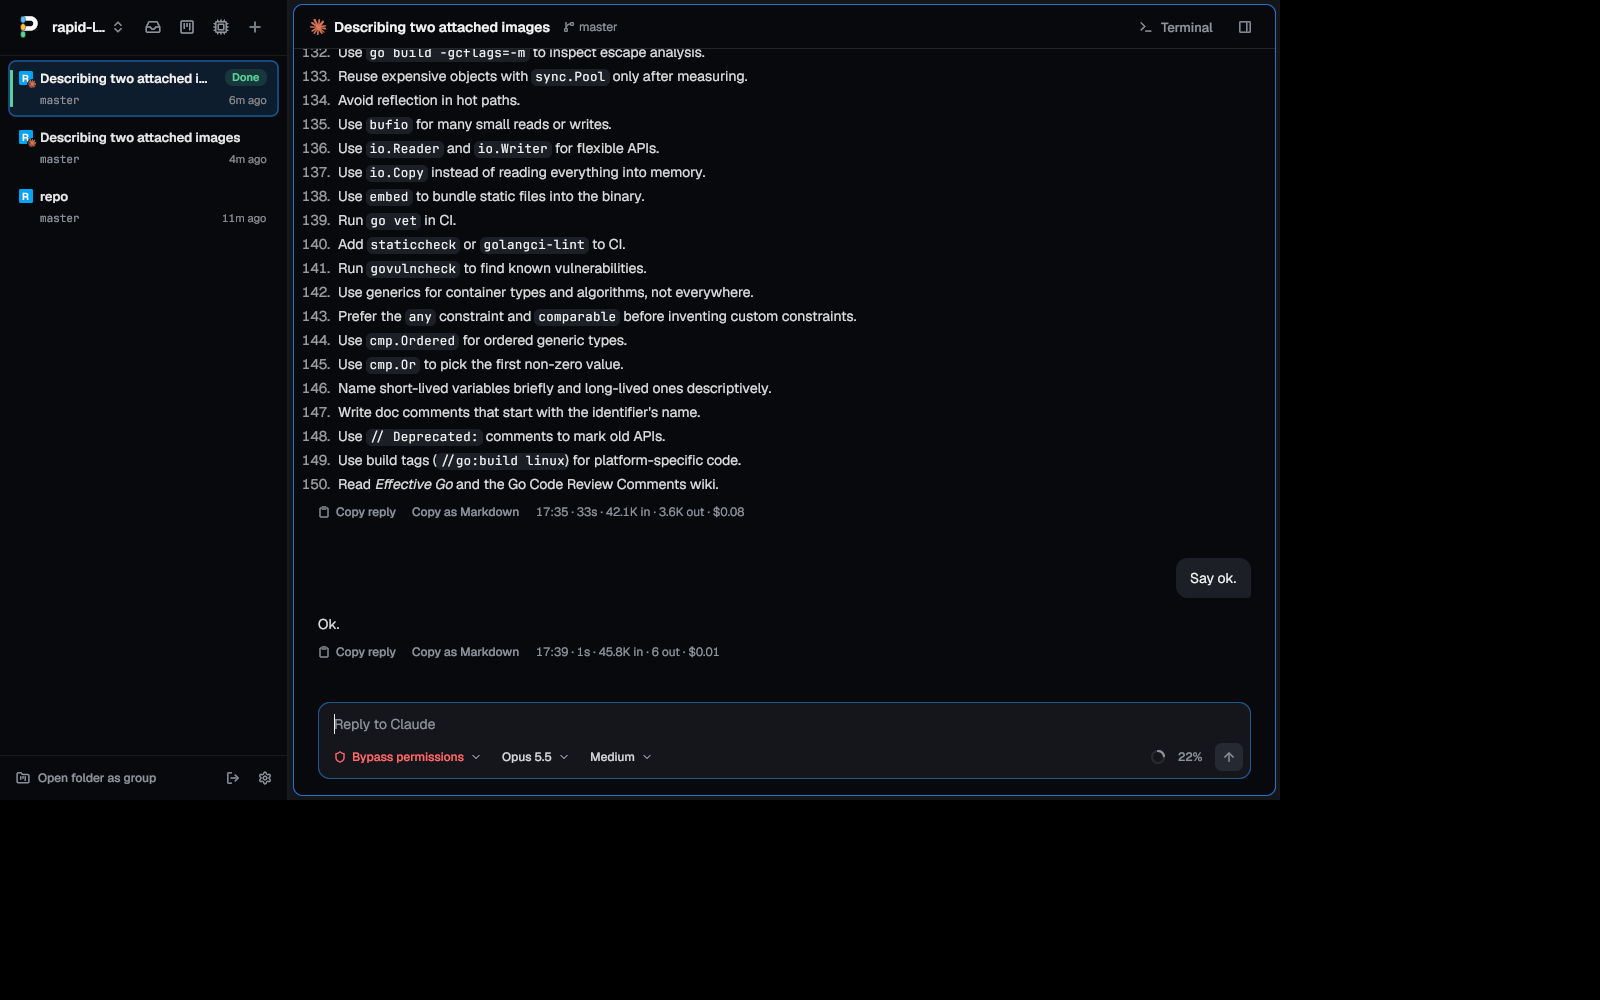 rapid-L...
Describing two attached i... Done
master 6m ago
Describing two attached images
master 4m ago
repo
master 11m ago
Open folder as group
Describing two attached images master Terminal
132. Use go build -gcflags=-m to inspect escape analysis.
133. Reuse expensive objects with sync.Pool only after measuring.
134. Avoid reflection in hot paths.
135. Use bufio for many small reads or writes.
136. Use io.Reader and io.Writer for flexible APIs.
137. Use io.Copy instead of reading everything into memory.
138. Use embed to bundle static files into the binary.
139. Run go vet in CI.
140. Add staticcheck or golangci-lint to CI.
141. Run govulncheck to find known vulnerabilities.
142. Use generics for container types and algorithms, not everywhere.
143. Prefer the any constraint and comparable before inventing custom constraints.
144. Use cmp.Ordered for ordered generic types.
145. Use cmp.Or to pick the first non-zero value.
146. Name short-lived variables briefly and long-lived ones descriptively.
147. Write doc comments that start with the identifier's name.
148. Use // Deprecated: comments to mark old APIs.
149. Use build tags (//go:build linux) for platform-specific code.
150. Read Effective Go and the Go Code Review Comments wiki.
Copy reply Copy as Markdown 17:35 · 33s · 42.1K in · 3.6K out · $0.08
Say ok.
Ok.
Copy reply Copy as Markdown 17:39 · 1s · 45.8K in · 6 out · $0.01
Reply to Claude
Bypass permissions Opus 5.5 Medium 22%